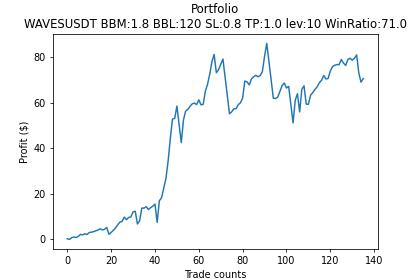 Portfolio
WAVESUSDT BBM:1.8 BBL:120 SL:0.8 TP:1.0 lev:10 WinRatio:71.0
80
60
40
20
0
Profit ($)
0 20 40 60 80 100 120 140
Trade counts